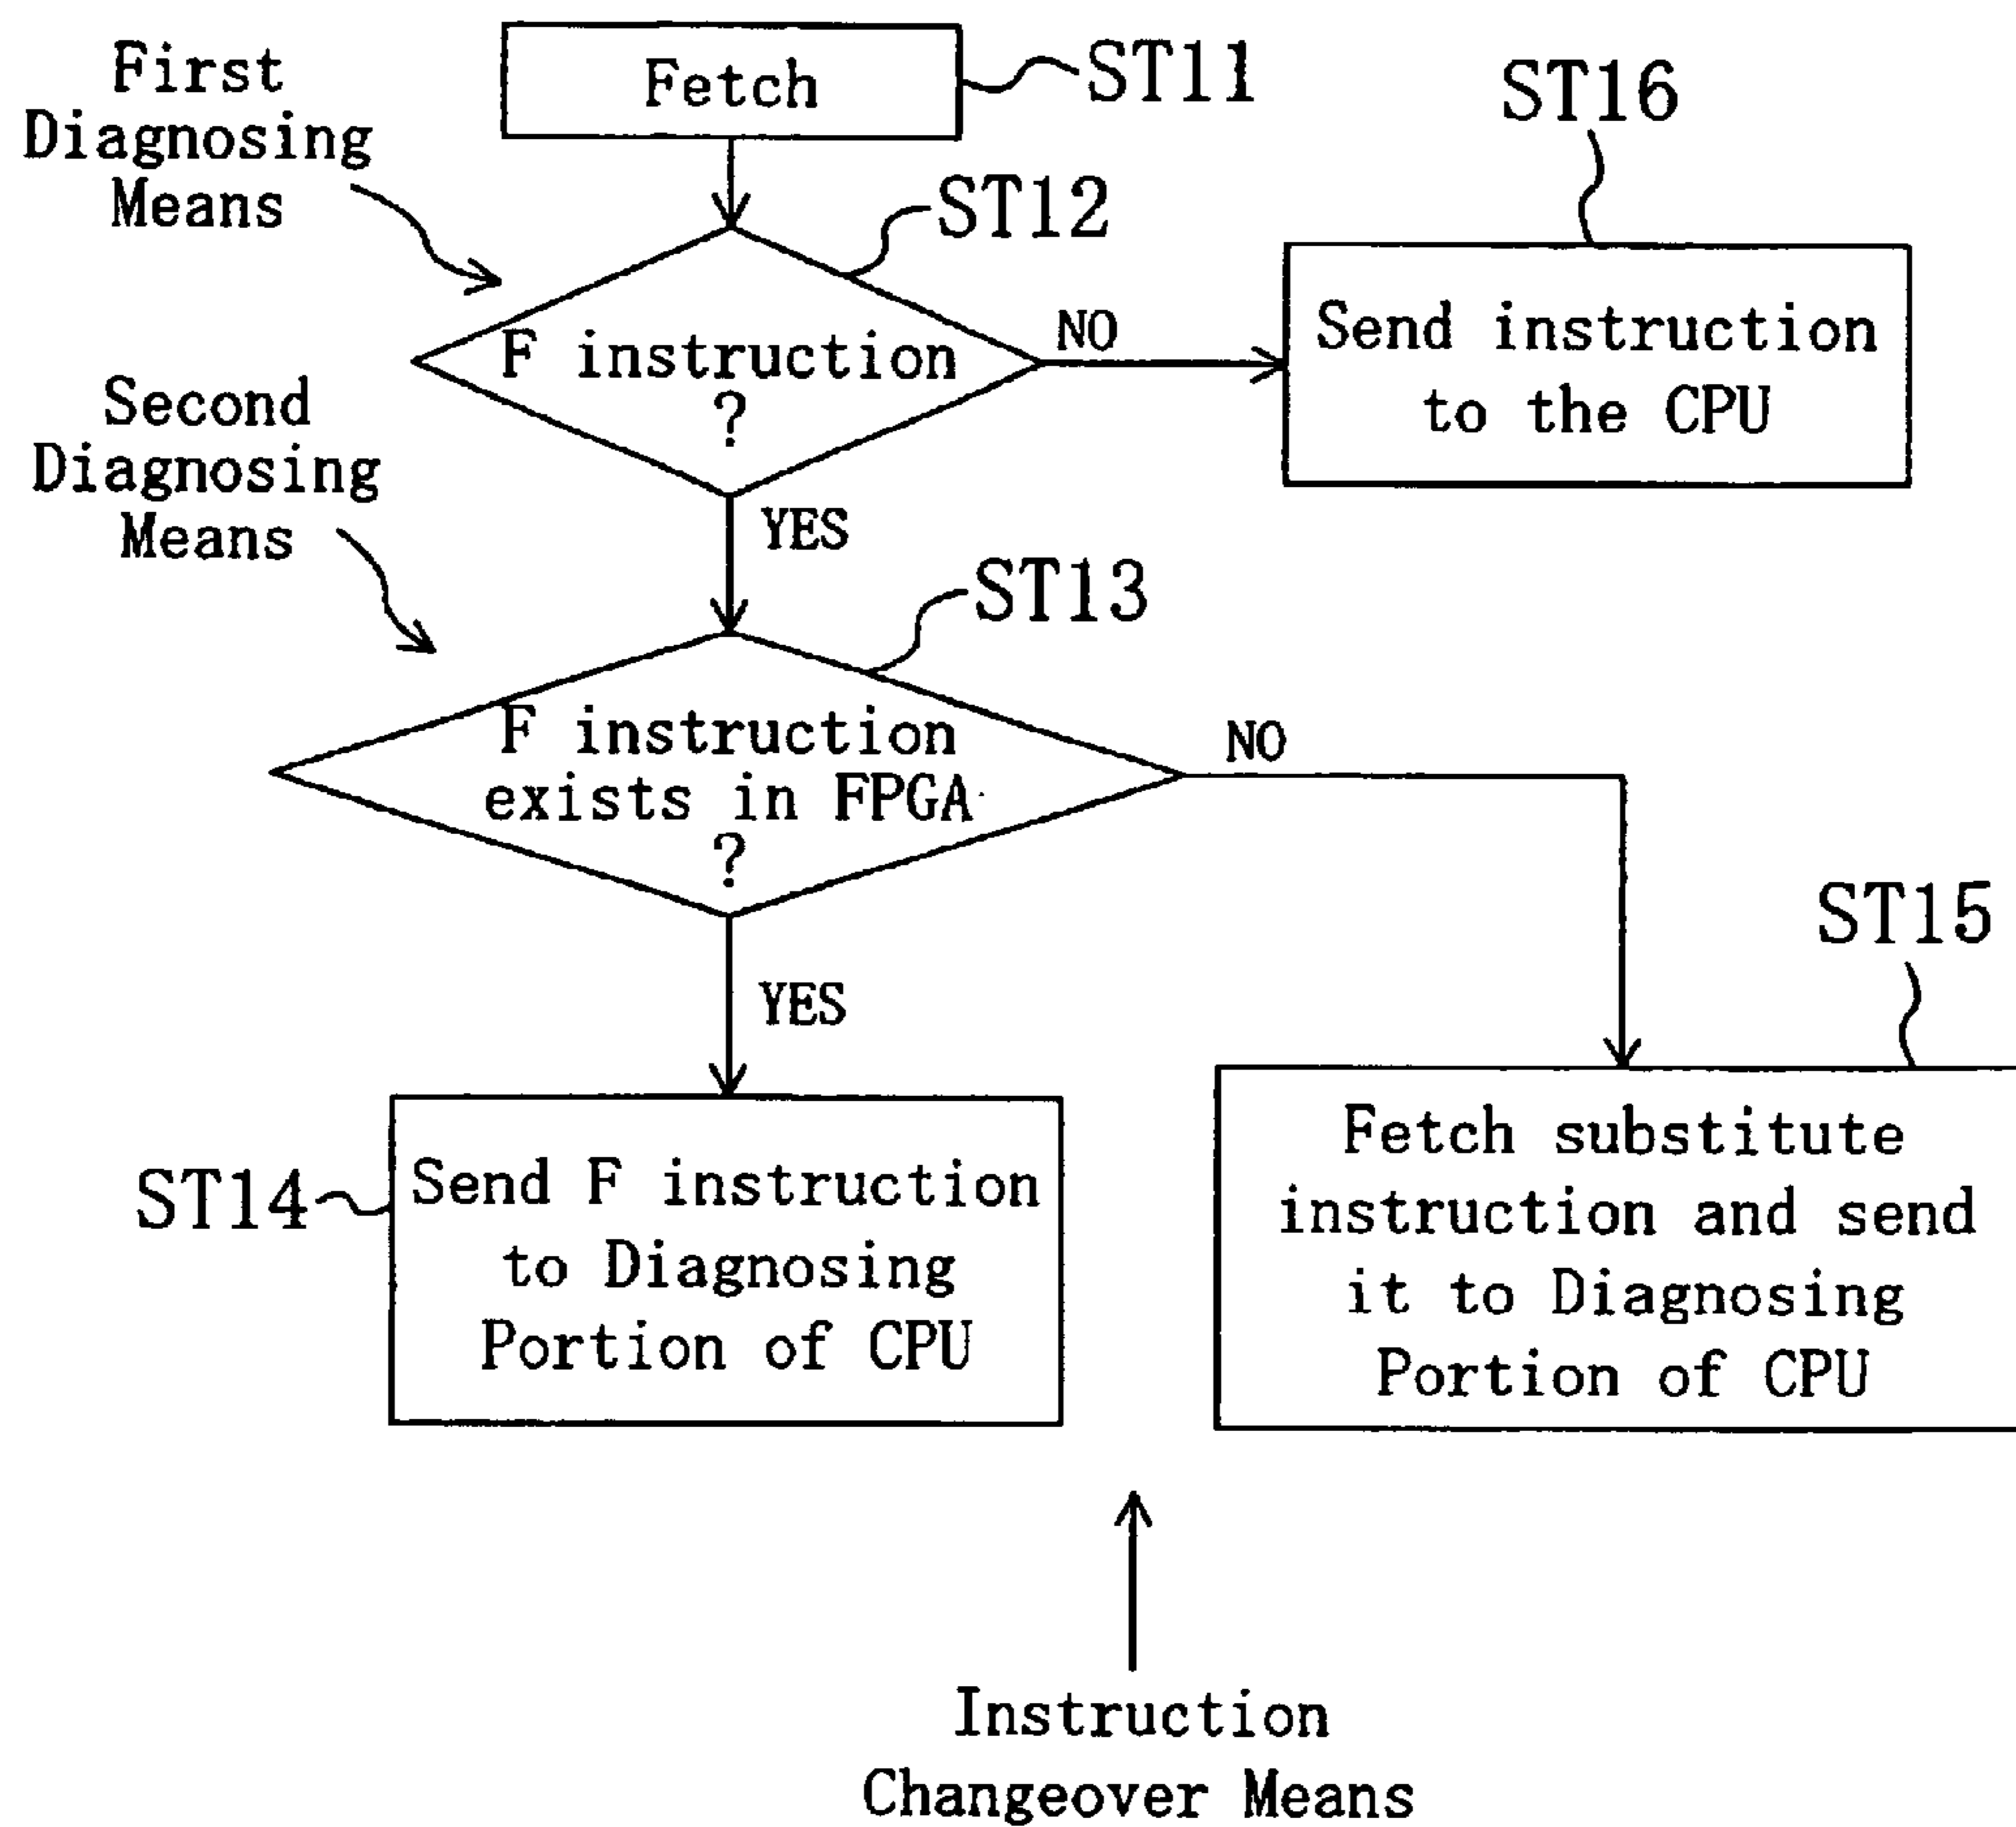 Fetch
ST11
First
Diagnosing
Means
ST12
ST16
F instruction
?
NO
Send instruction
to the CPU
Second
Diagnosing
Means
YES
ST13
F instruction
exists in FPGA
?
NO
YES
ST15
ST14
Send F instruction
to Diagnosing
Portion of CPU
Fetch substitute
instruction and send
it to Diagnosing
Portion of CPU
Instruction
Changeover Means